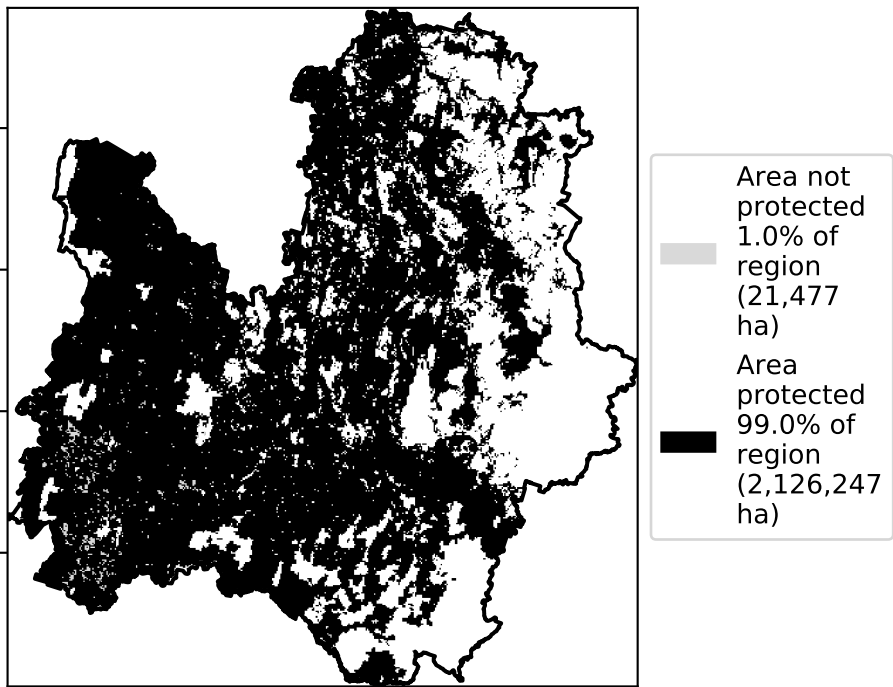 Area not
protected
1.0% of
region
(21,477
ha)
Area
protected
99.0% of
region
(2,126,247
ha)